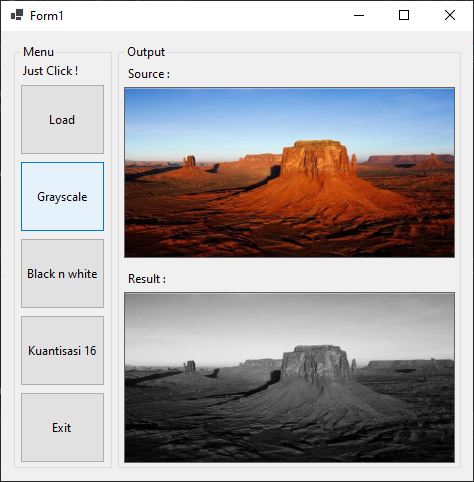 Form1
Menu
Just Click !
Load
Grayscale
Black n white
Kuantisasi 16
Exit
Output
Source :
Result :